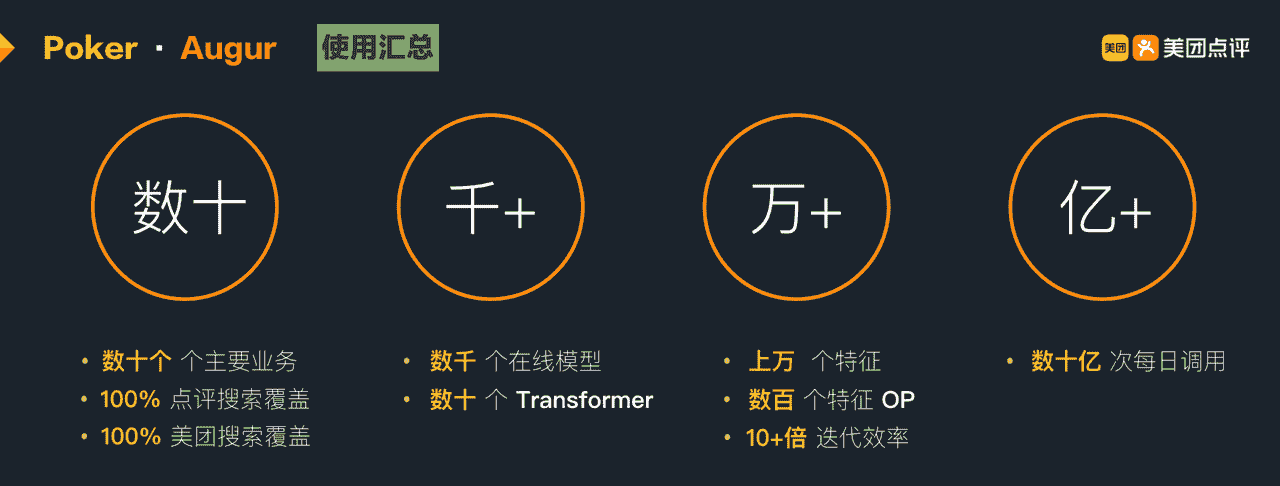 Poker · Augur 使用汇总
美团 美团点评
数十
千+
万+
亿+
• 数十个 个主要业务
• 100% 点评搜索覆盖
• 100% 美团搜索覆盖
• 数千 个在线模型
• 数十 个 Transformer
• 上万 个特征
• 数百 个特征 OP
• 10+倍 迭代效率
• 数十亿 次每日调用